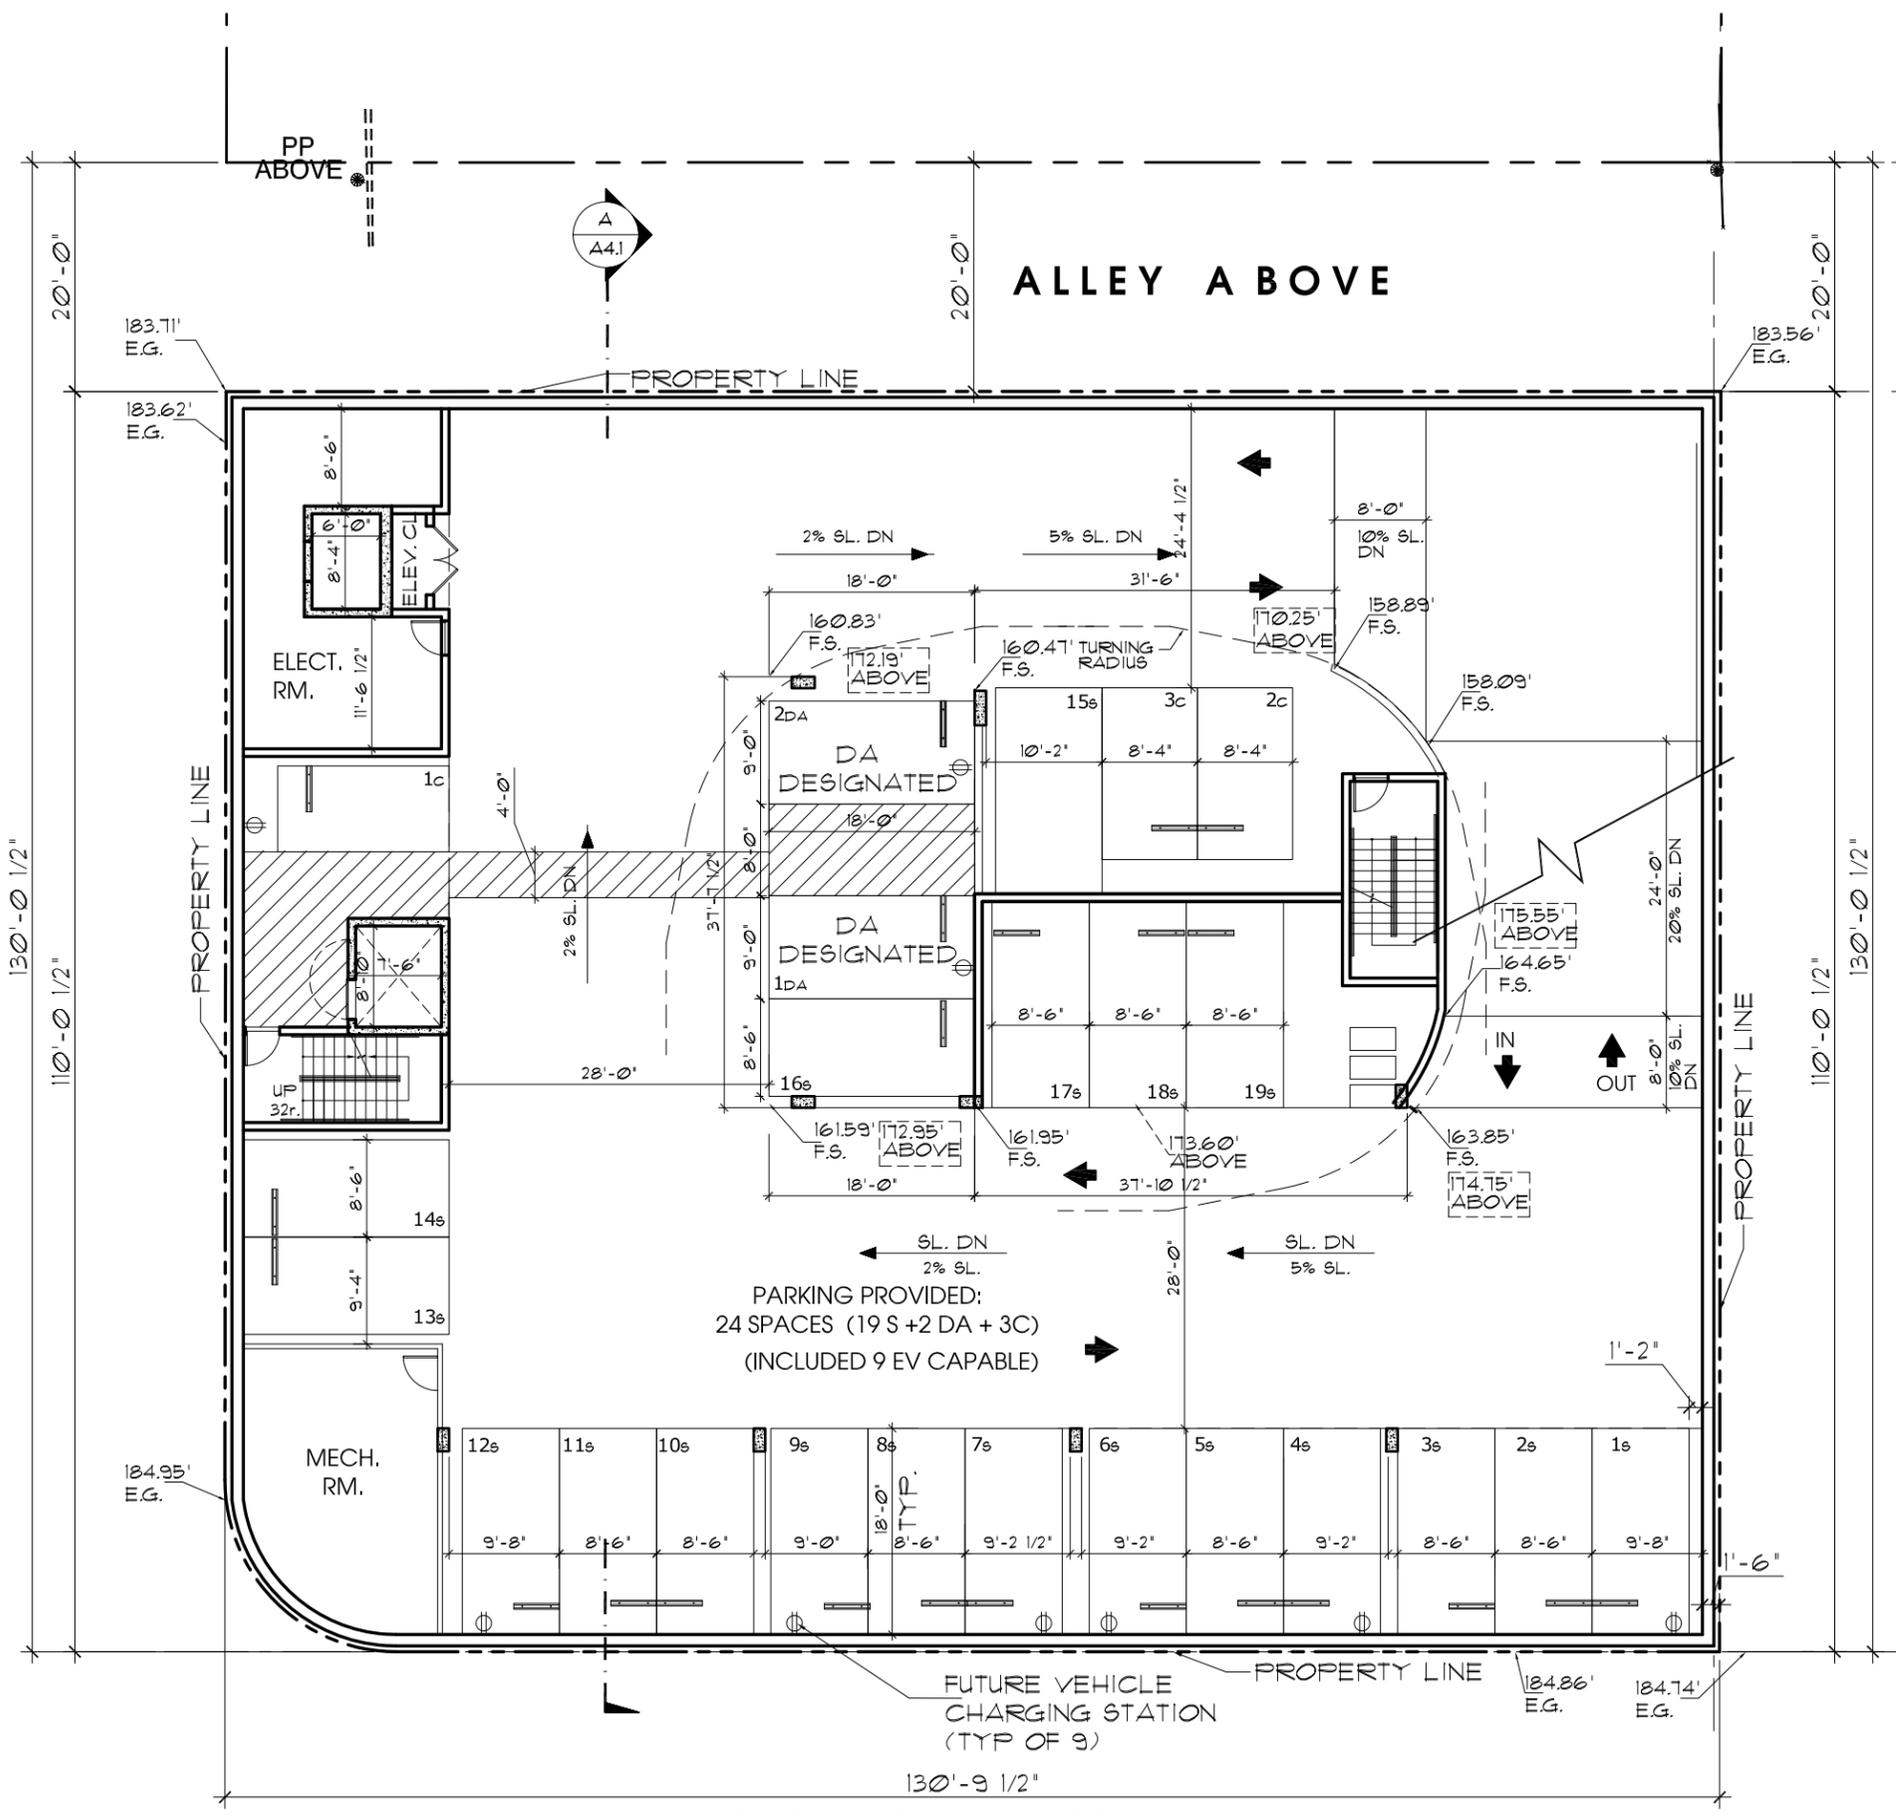 PP
ABOVE
A
A4.1
ALLEY ABOVE
20'-0"
20'-0"
20'-0"
183.71'
E.G.
183.56'
E.G.
PROPERTY LINE
183.62'
E.G.
8'-6"
6'-0"
8'-4"
ELEV. CL
24'-4 1/2"
8'-0"
10% SL.
DN
2% SL. DN
5% SL. DN
18'-0"
31'-6"
160.83'
F.S.
172.19'
ABOVE
160.47'
F.S.
TURNING
RADIUS
170.25'
ABOVE
158.89'
F.S.
158.09'
F.S.
ELECT.
RM.
11'-6 1/2"
2DA
DA
DESIGNATED
9'-0"
15s
3c
2c
10'-2"
8'-4"
8'-4"
1c
4'-0"
18'-0"
8'-0"
37'-7 1/2"
2% SL. DN
PROPERTY LINE
130'-0 1/2"
110'-0 1/2"
DA
DESIGNATED
9'-0"
1DA
8'-10"
7'-6"
24'-0"
20% SL. DN
175.55'
ABOVE
164.65'
F.S.
130'-0 1/2"
110'-0 1/2"
PROPERTY LINE
8'-6"
8'-6"
8'-6"
IN
OUT
8'-0"
10% SL.
DN
UP
32r.
28'-0"
8'-6"
16s
17s
18s
19s
161.59'
F.S.
172.95'
ABOVE
161.95'
F.S.
173.60'
ABOVE
163.85'
F.S.
174.75'
ABOVE
18'-0"
37'-10 1/2"
8'-6"
14s
9'-4"
13s
SL. DN
2% SL.
SL. DN
5% SL.
28'-0"
PARKING PROVIDED:
24 SPACES (19 S +2 DA + 3C)
(INCLUDED 9 EV CAPABLE)
1'-2"
MECH.
RM.
184.95'
E.G.
12s
11s
10s
9s
8s
7s
6s
5s
4s
3s
2s
1s
18'-0"
TYP.
9'-8"
8'-6"
8'-6"
9'-0"
8'-6"
9'-2 1/2"
9'-2"
8'-6"
9'-2"
8'-6"
8'-6"
9'-8"
1'-6"
PROPERTY LINE
FUTURE VEHICLE
CHARGING STATION
(TYP OF 9)
184.86'
E.G.
184.74'
E.G.
130'-9 1/2"